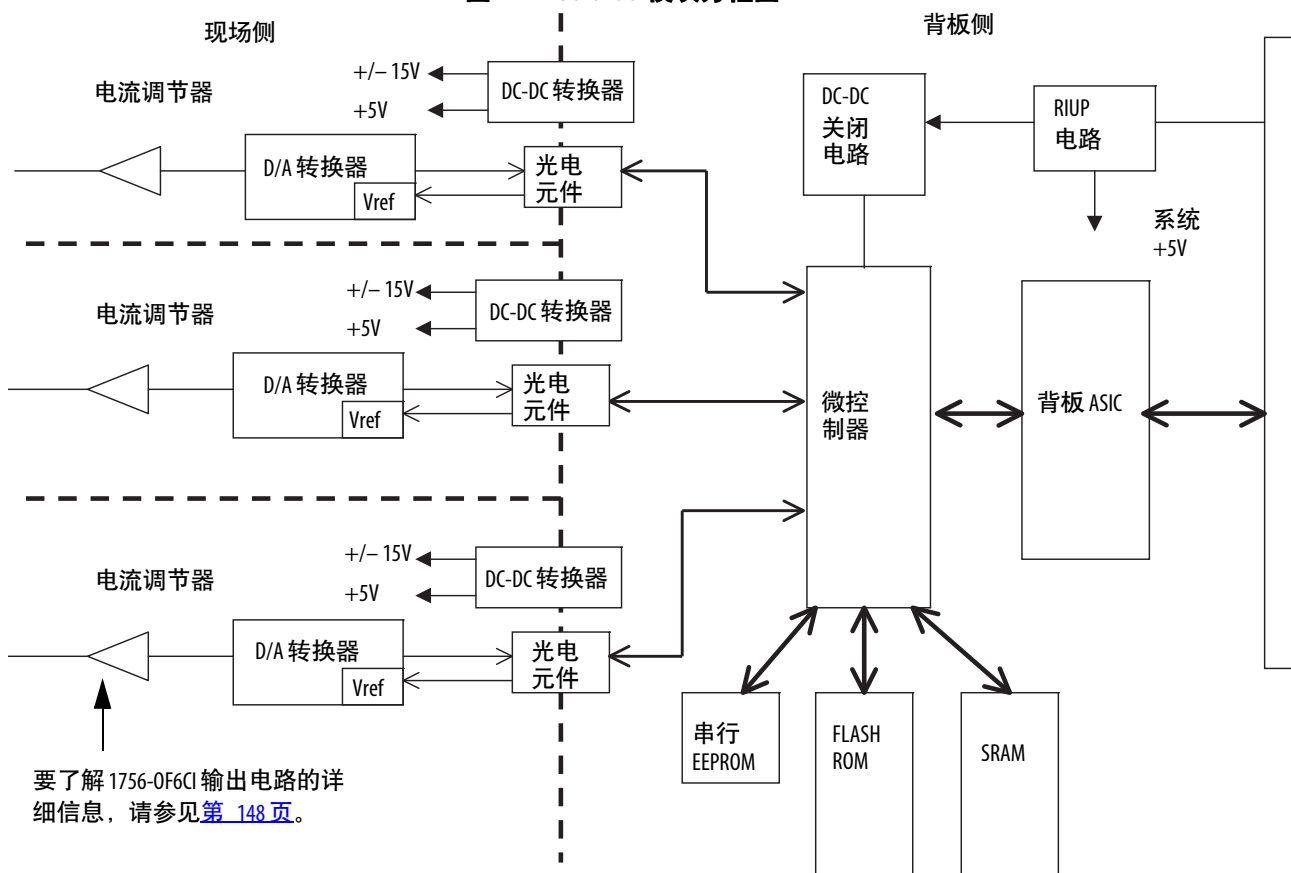 现场侧
背板侧
电流调节器
+/– 15V
+5V
DC-DC 转换器
D/A 转换器
Vref
光电
元件
DC-DC
关闭
电路
RIUP
电路
系统
+5V
电流调节器
+/– 15V
+5V
DC-DC 转换器
D/A 转换器
Vref
光电
元件
微控
制器
背板 ASIC
电流调节器
+/– 15V
+5V
DC-DC 转换器
D/A 转换器
Vref
光电
元件
串行
EEPROM
FLASH
ROM
SRAM
要了解 1756-OF6CI 输出电路的详
细信息，请参见第 148 页。